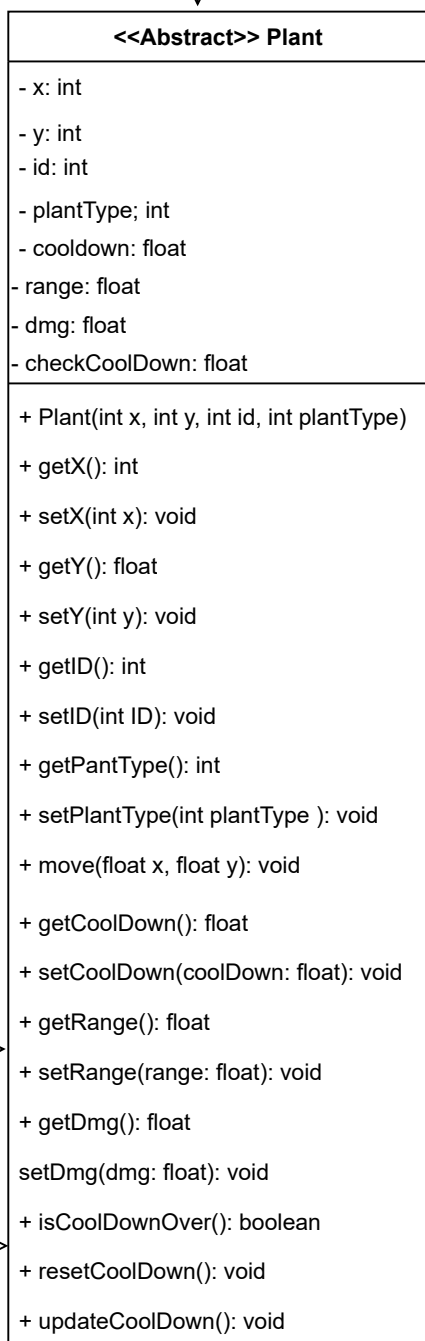 <<Abstract>> Plant
- x: int
- y: int
- id: int
- plantType; int
- cooldown: float
- range: float
- dmg: float
- checkCoolDown: float
+ Plant(int x, int y, int id, int plantType)
+ getX(): int
+ setX(int x): void
+ getY(): float
+ setY(int y): void
+ getID(): int
+ setID(int ID): void
+ getPantType(): int
+ setPlantType(int plantType ): void
+ move(float x, float y): void
+ getCoolDown(): float
+ setCoolDown(coolDown: float): void
+ getRange(): float
+ setRange(range: float): void
+ getDmg(): float
setDmg(dmg: float): void
+ isCoolDownOver(): boolean
+ resetCoolDown(): void
+ updateCoolDown(): void